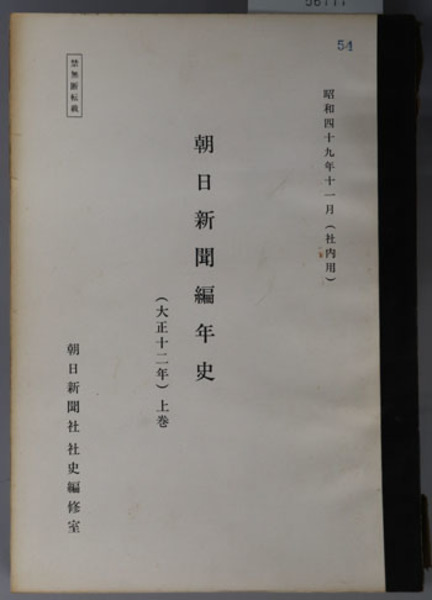 56111
54
昭和四十九年十一月(社内用)
朝日新聞編年史
(大正十二年)上巻
朝日新聞社社史編修室
禁無断転載